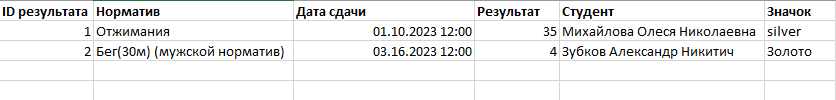 ID результата Норматив Дата сдачи Результат Студент Значок
1 Отжимания 01.10.2023 12:00 35 Михайлова Олеся Николаевна silver
2 Бег(30м) (мужской норматив) 03.16.2023 12:00 4 Зубков Александр Никитич Золото